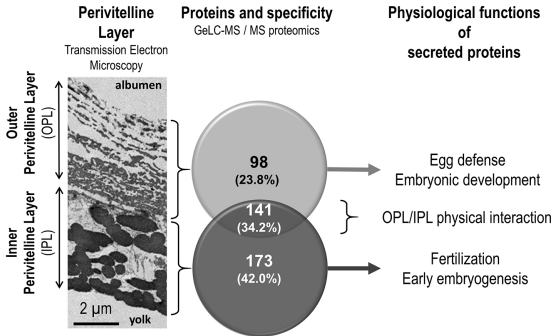 Perivitelline
Layer
Transmission Electron
Microscopy
Proteins and specificity
GeLC-MS / MS proteomics
Physiological functions
of
secreted proteins
albumen
Outer
Perivitelline Layer
(OPL)
Inner
Perivitelline Layer
(IPL)
2 µm
yolk
98
(23.8%)
141
(34.2%)
173
(42.0%)
Egg defense
Embryonic development
OPL/IPL physical interaction
Fertilization
Early embryogenesis